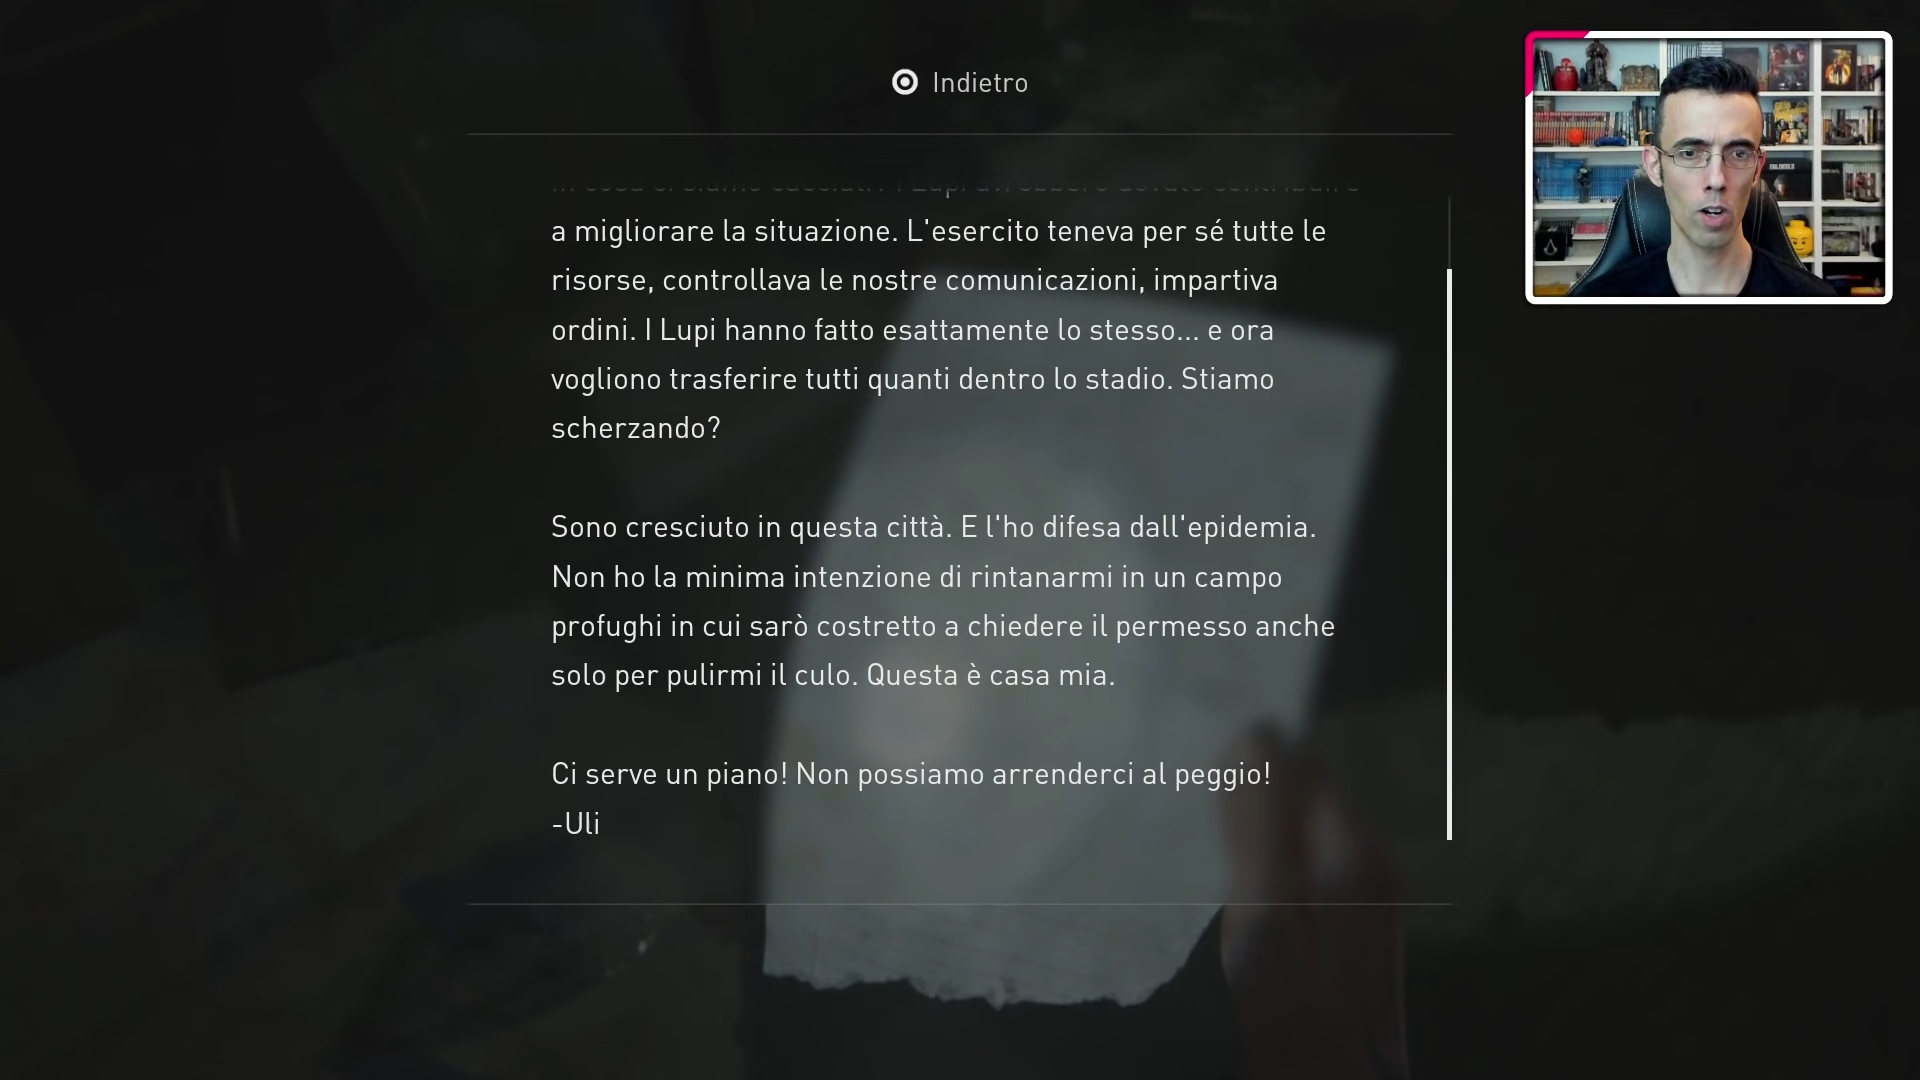 Indietro
a migliorare la situazione. L'esercito teneva per sé tutte le
risorse, controllava le nostre comunicazioni, impartiva
ordini. I Lupi hanno fatto esattamente lo stesso... e ora
vogliono trasferire tutti quanti dentro lo stadio. Stiamo
scherzando?
Sono cresciuto in questa città. E l'ho difesa dall'epidemia.
Non ho la minima intenzione di rintanarmi in un campo
profughi in cui sarò costretto a chiedere il permesso anche
solo per pulirmi il culo. Questa è casa mia.
Ci serve un piano! Non possiamo arrenderci al peggio!
-Uli